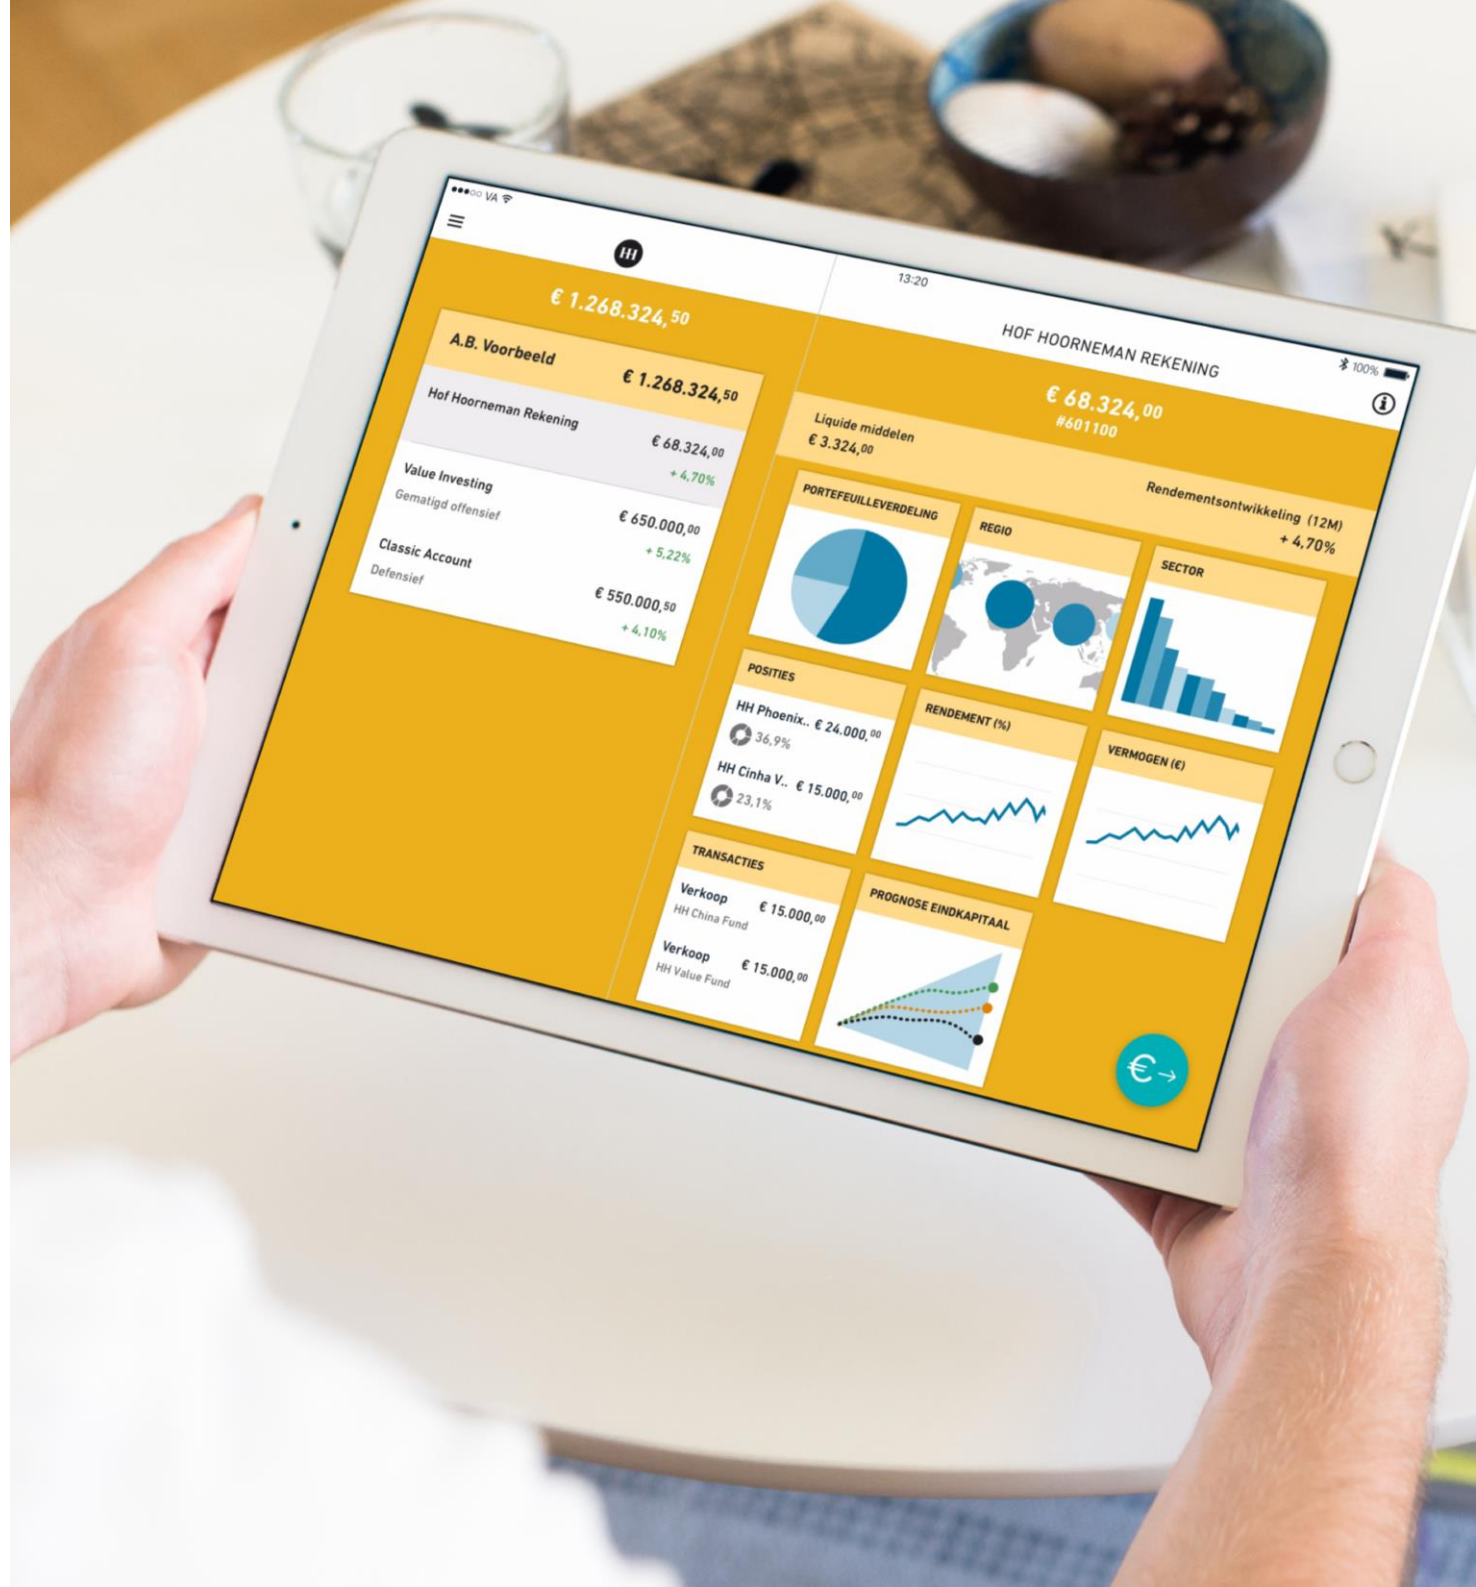 VA
13:20
100%
HH
HOF HOORNEMAN REKENING
€ 1.268.324,50
A.B. Voorbeeld
€ 1.268.324,50
Hof Hoorneman Rekening
€ 68.324,00
+ 4,70%
Value Investing
Gematigd offensief
€ 650.000,00
+ 5,22%
Classic Account
Defensief
€ 550.000,50
+ 4,10%
€ 68.324,00
#601100
Liquide middelen
€ 3.324,00
Rendementsontwikkeling (12M)
+ 4,70%
PORTEFEUILLEVERDELING
REGIO
SECTOR
POSITIES
HH Phoenix.. € 24.000,00
36,9%
HH Cinha V.. € 15.000,00
23,1%
RENDEMENT (%)
VERMOGEN (€)
TRANSACTIES
Verkoop
HH China Fund
€ 15.000,00
Verkoop
HH Value Fund
€ 15.000,00
PROGNOSE EINDKAPITAAL
€→